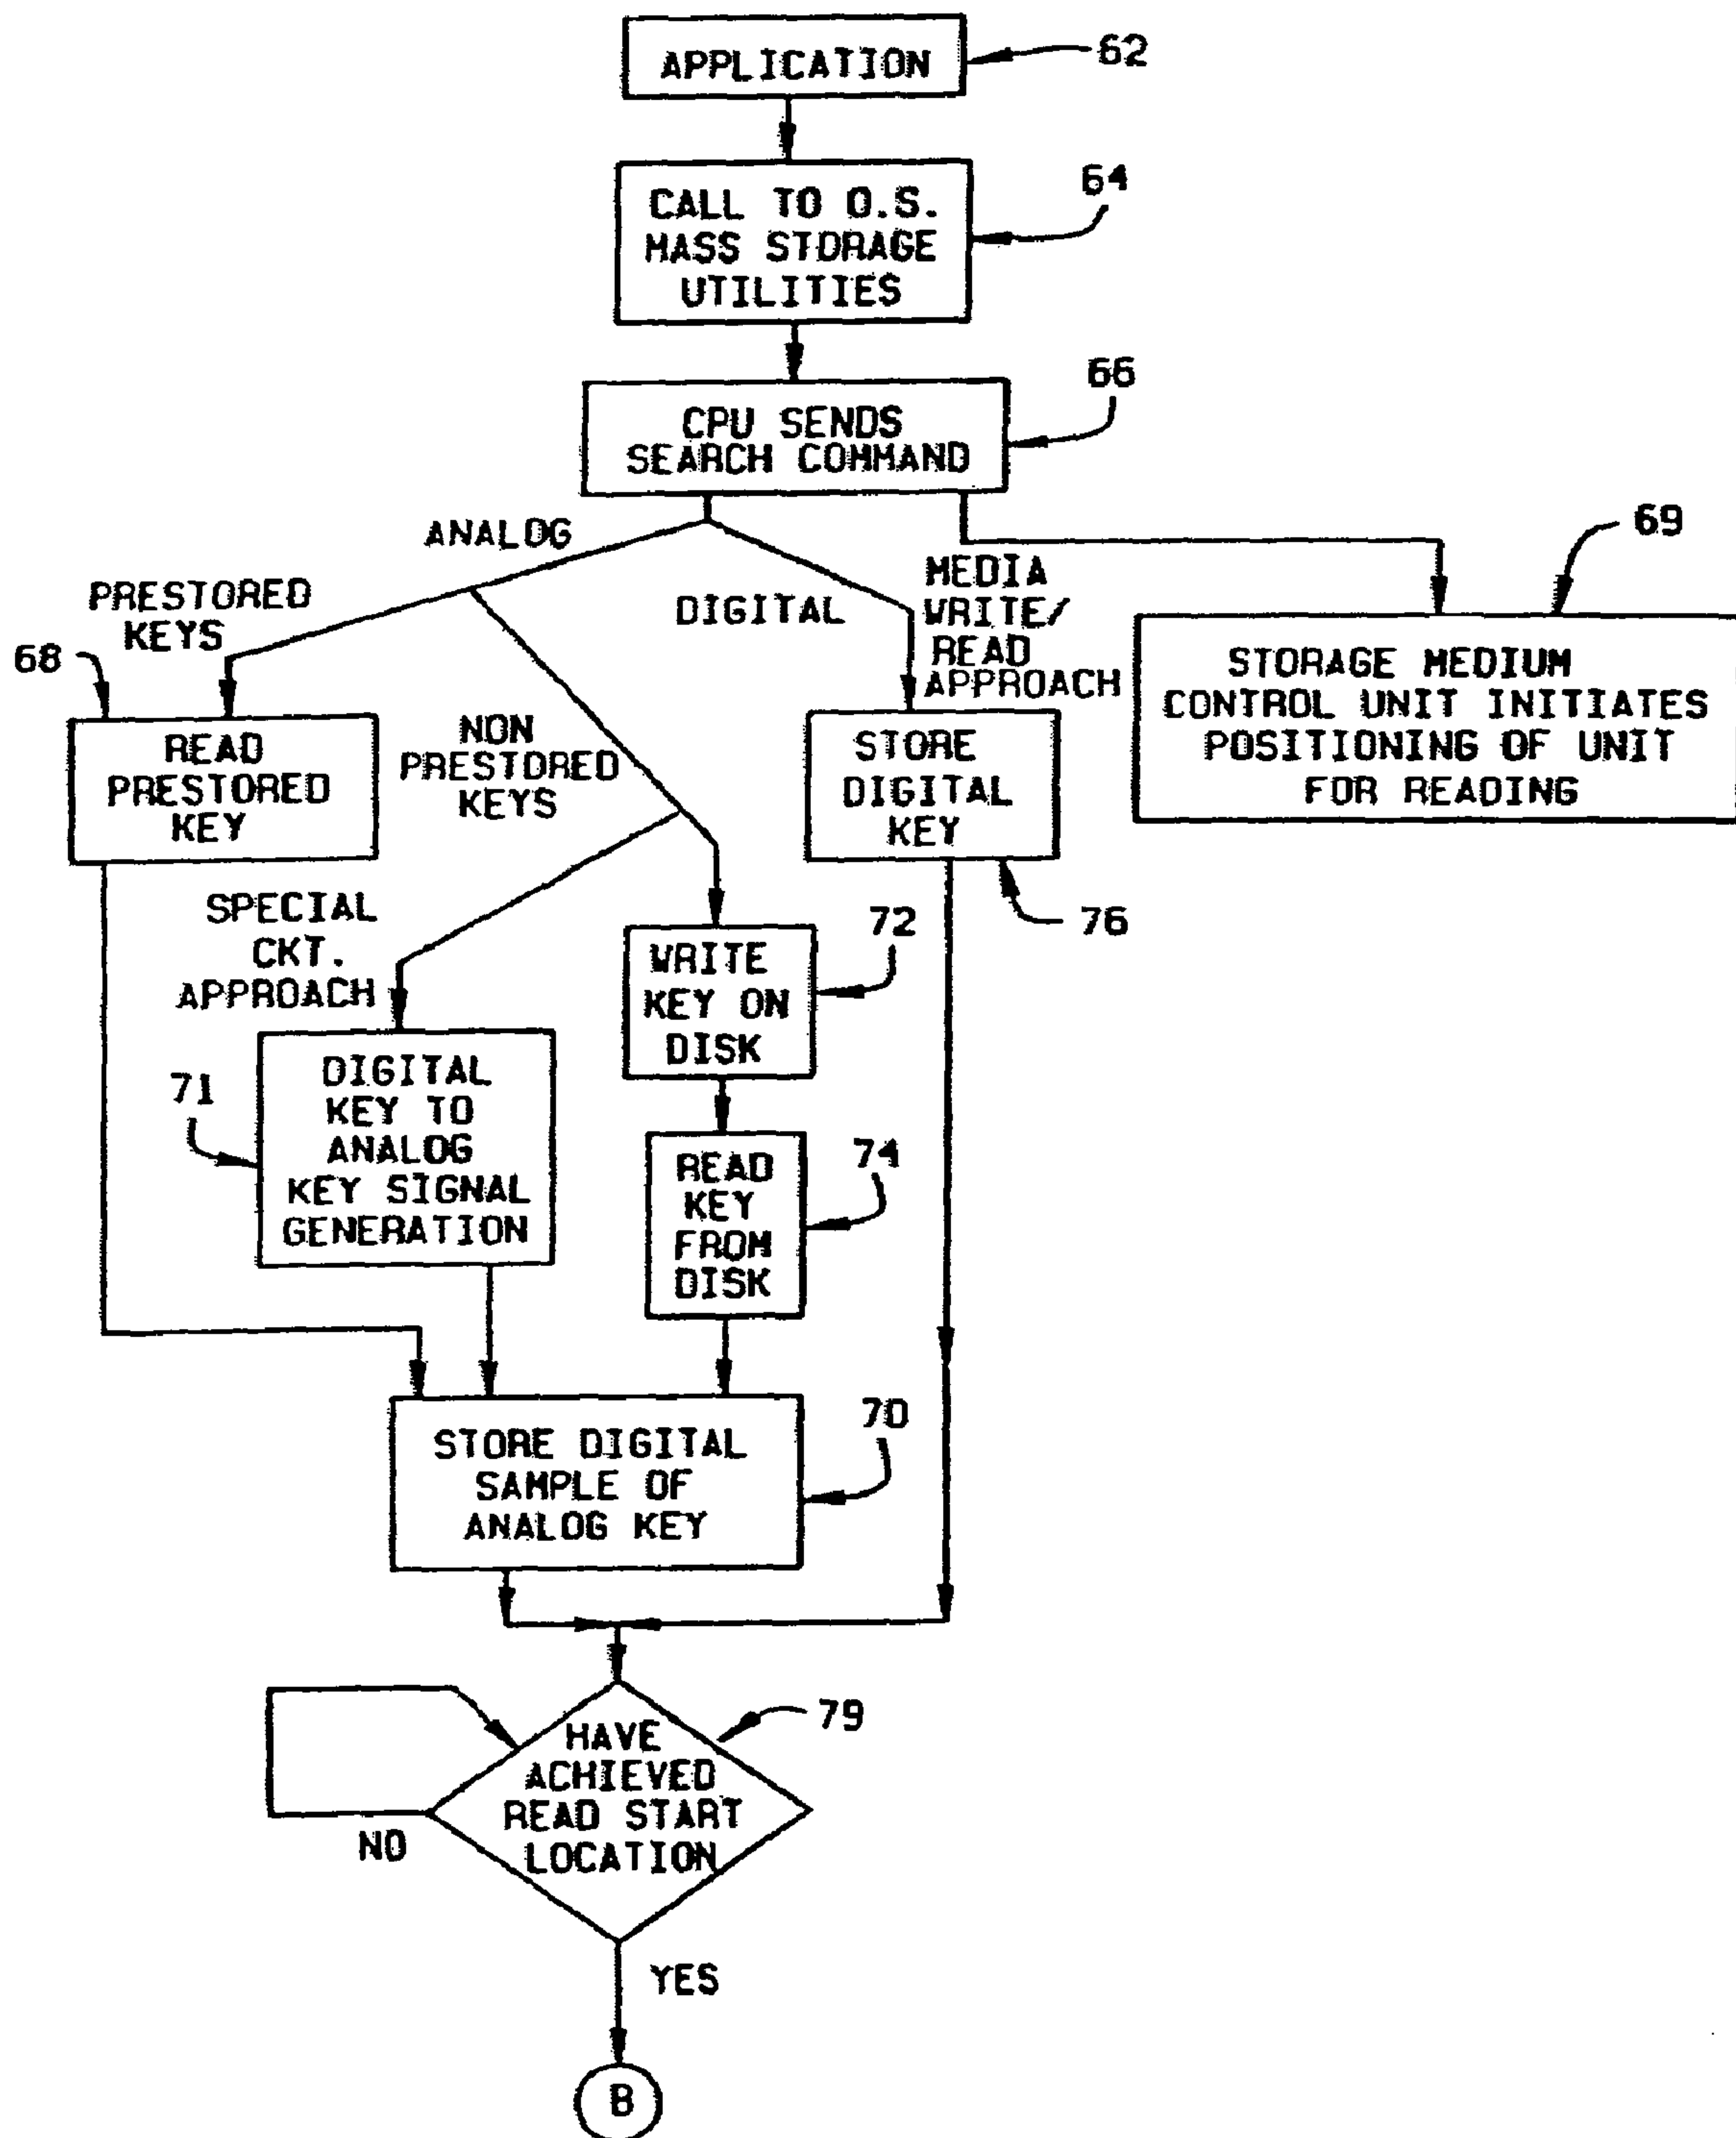 APPLICATION
62
CALL TO O.S.
MASS STORAGE
UTILITIES
64
CPU SENDS
SEARCH COMMAND
66
ANALOG
PRESTORED
KEYS
DIGITAL
MEDIA
WRITE/
READ
APPROACH
69
STORAGE MEDIUM
CONTROL UNIT INITIATES
POSITIONING OF UNIT
FOR READING
68
READ
PRESTORED
KEY
NON
PRESTORED
KEYS
STORE
DIGITAL
KEY
76
SPECIAL
CKT.
APPROACH
72
WRITE
KEY ON
DISK
71
DIGITAL
KEY TO
ANALOG
KEY SIGNAL
GENERATION
74
READ
KEY
FROM
DISK
70
STORE DIGITAL
SAMPLE OF
ANALOG KEY
79
HAVE
ACHIEVED
READ START
LOCATION
NO
YES
B